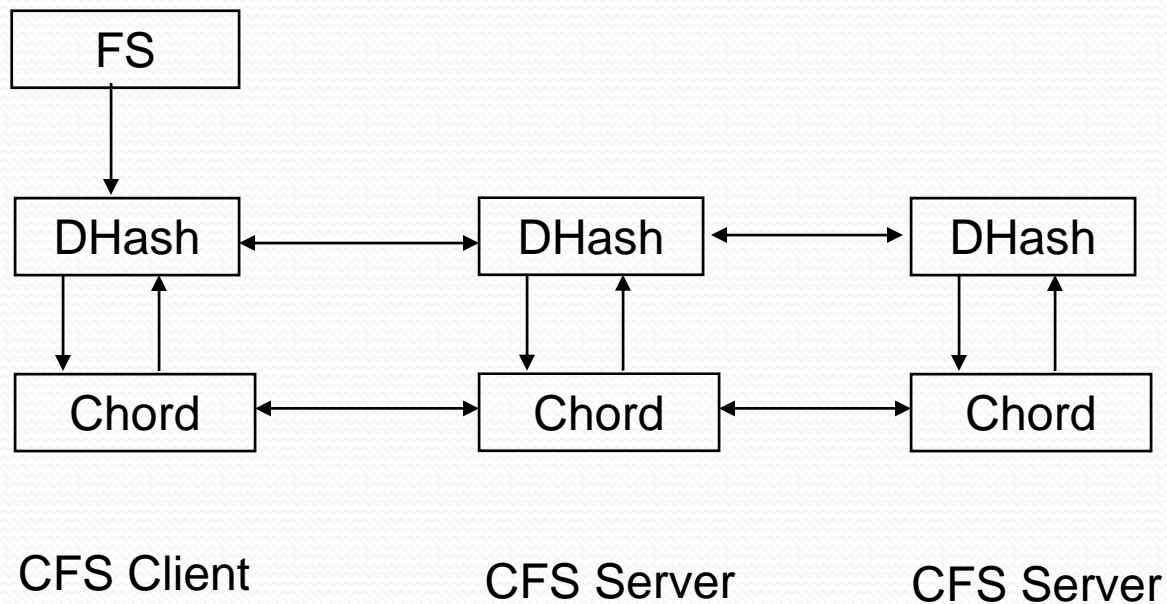 FS
DHash
DHash
DHash
Chord
Chord
Chord
CFS Client
CFS Server
CFS Server